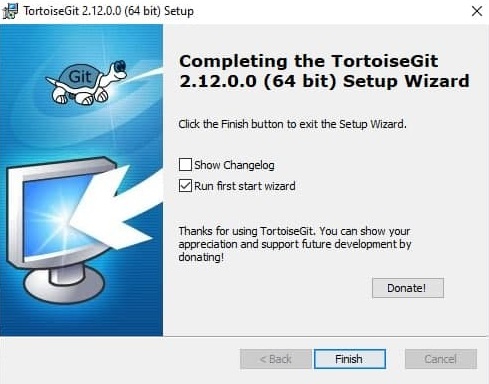 TortoiseGit 2.12.0.0 (64 bit) Setup
Git
Completing the TortoiseGit
2.12.0.0 (64 bit) Setup Wizard
Click the Finish button to exit the Setup Wizard.
Show Changelog
Run first start wizard
Thanks for using TortoiseGit. You can show your
appreciation and support future development by
donating!
Donate!
< Back
Finish
Cancel